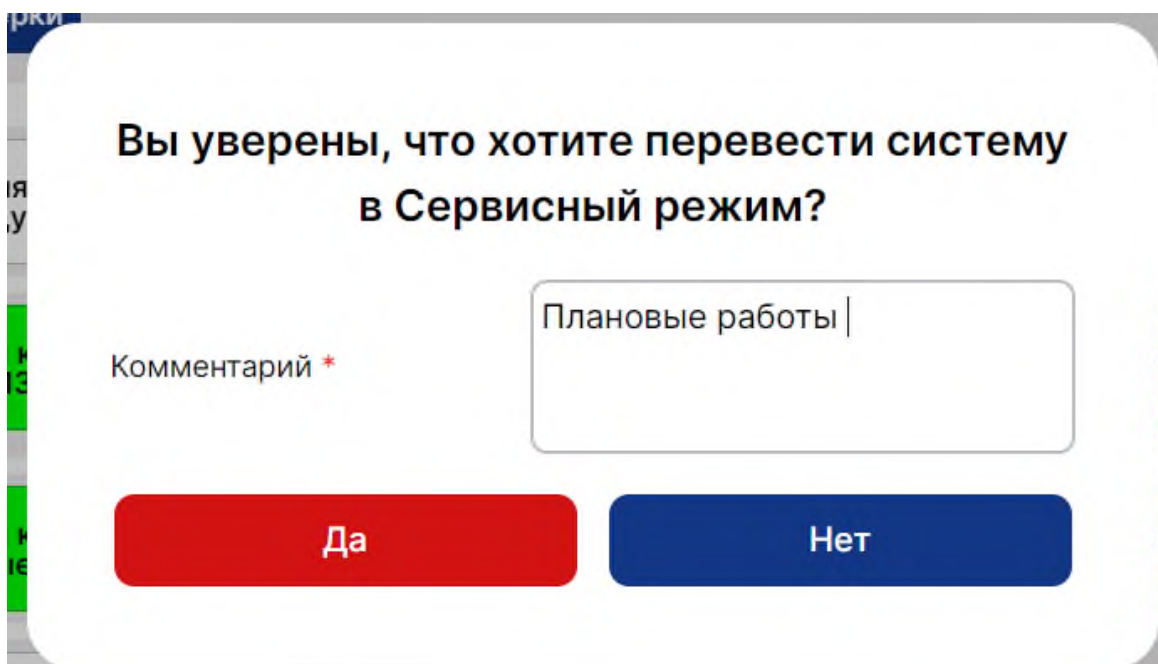 Вы уверены, что хотите перевести систему
в Сервисный режим?
Плановые работы
Комментарий *
Да
Нет